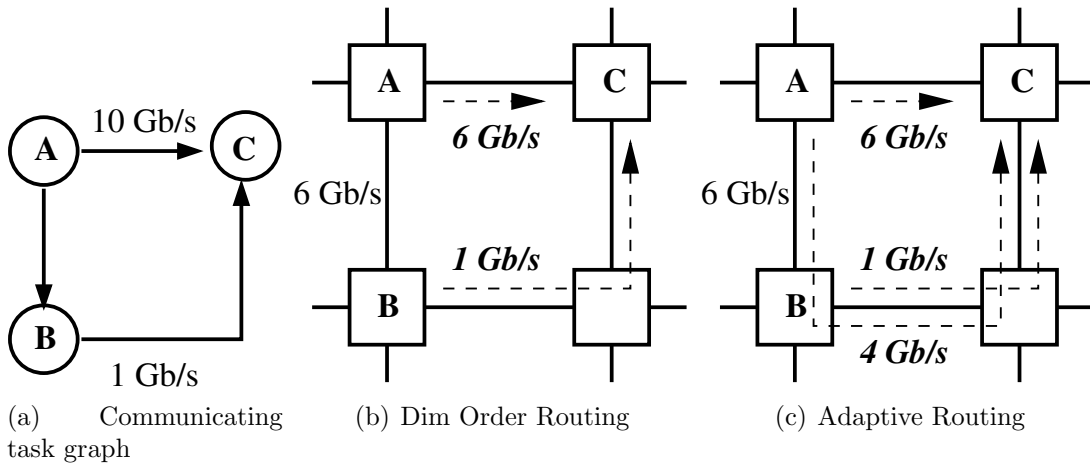 10 Gb/s
A
C
B
1 Gb/s
(a) Communicating
task graph
A
C
6 Gb/s
6 Gb/s
1 Gb/s
B
(b) Dim Order Routing
A
C
6 Gb/s
6 Gb/s
1 Gb/s
B
4 Gb/s
(c) Adaptive Routing